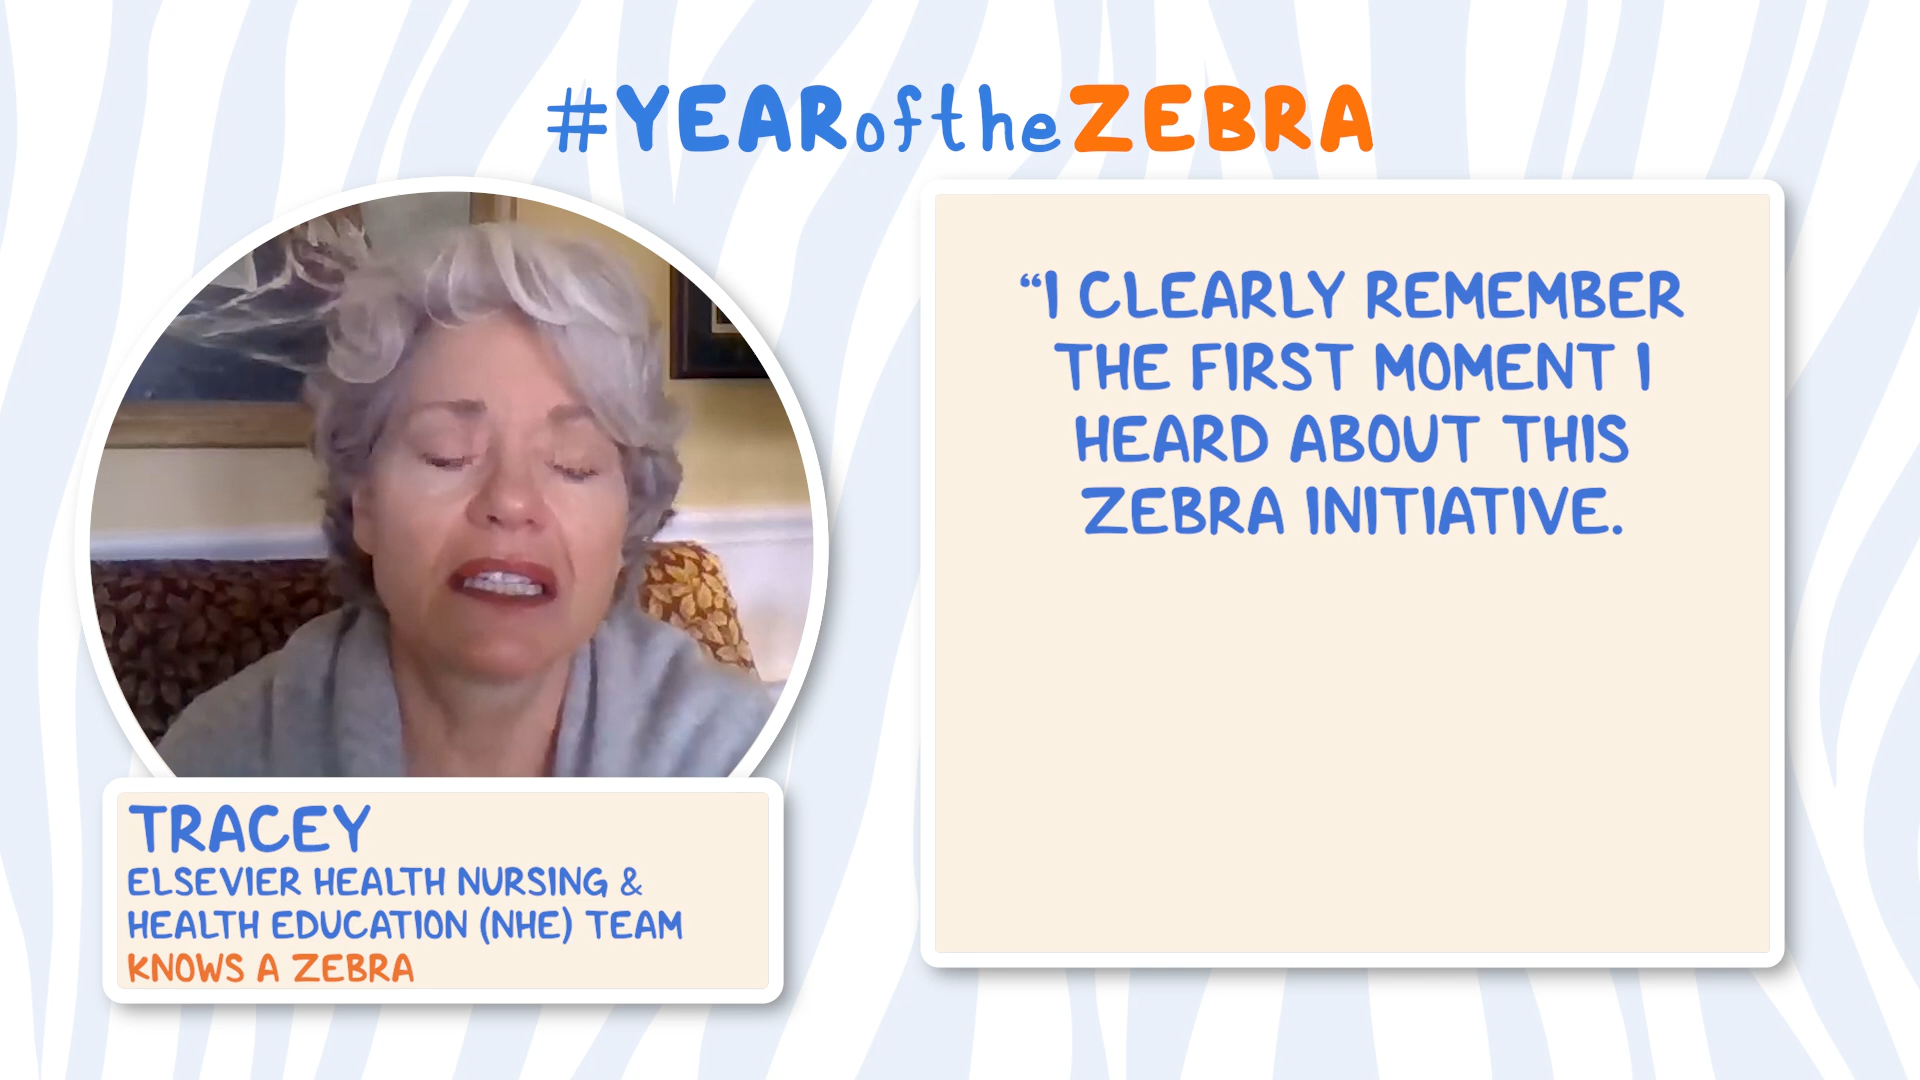 #YEARoftheZEBRA
“I CLEARLY REMEMBER
THE FIRST MOMENT I
HEARD ABOUT THIS
ZEBRA INITIATIVE.
TRACEY
ELSEVIER HEALTH NURSING &
HEALTH EDUCATION (NHE) TEAM
KNOWS A ZEBRA